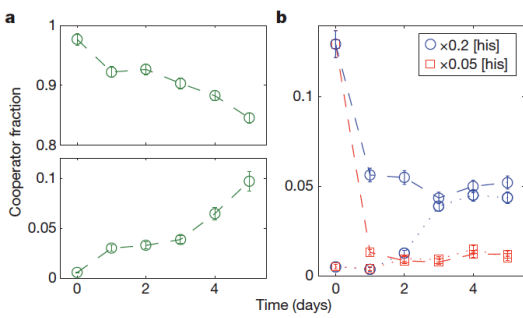 a
b
Cooperator fraction
1
0.9
0.8
0.1
0.05
0
0 2 4
×0.2 [his]
×0.05 [his]
0.1
0.05
0
0 2 4
Time (days)